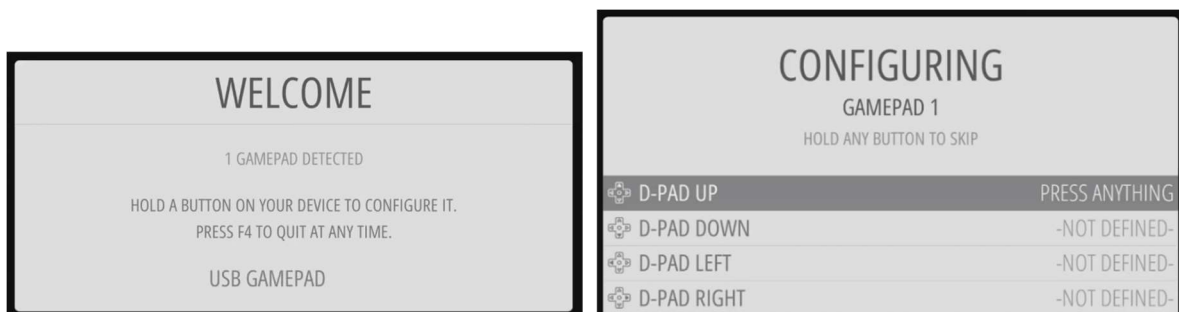 WELCOME
1 GAMEPAD DETECTED
HOLD A BUTTON ON YOUR DEVICE TO CONFIGURE IT.
PRESS F4 TO QUIT AT ANY TIME.
USB GAMEPAD
CONFIGURING
GAMEPAD 1
HOLD ANY BUTTON TO SKIP
D-PAD UP PRESS ANYTHING
D-PAD DOWN -NOT DEFINED-
D-PAD LEFT -NOT DEFINED-
D-PAD RIGHT -NOT DEFINED-